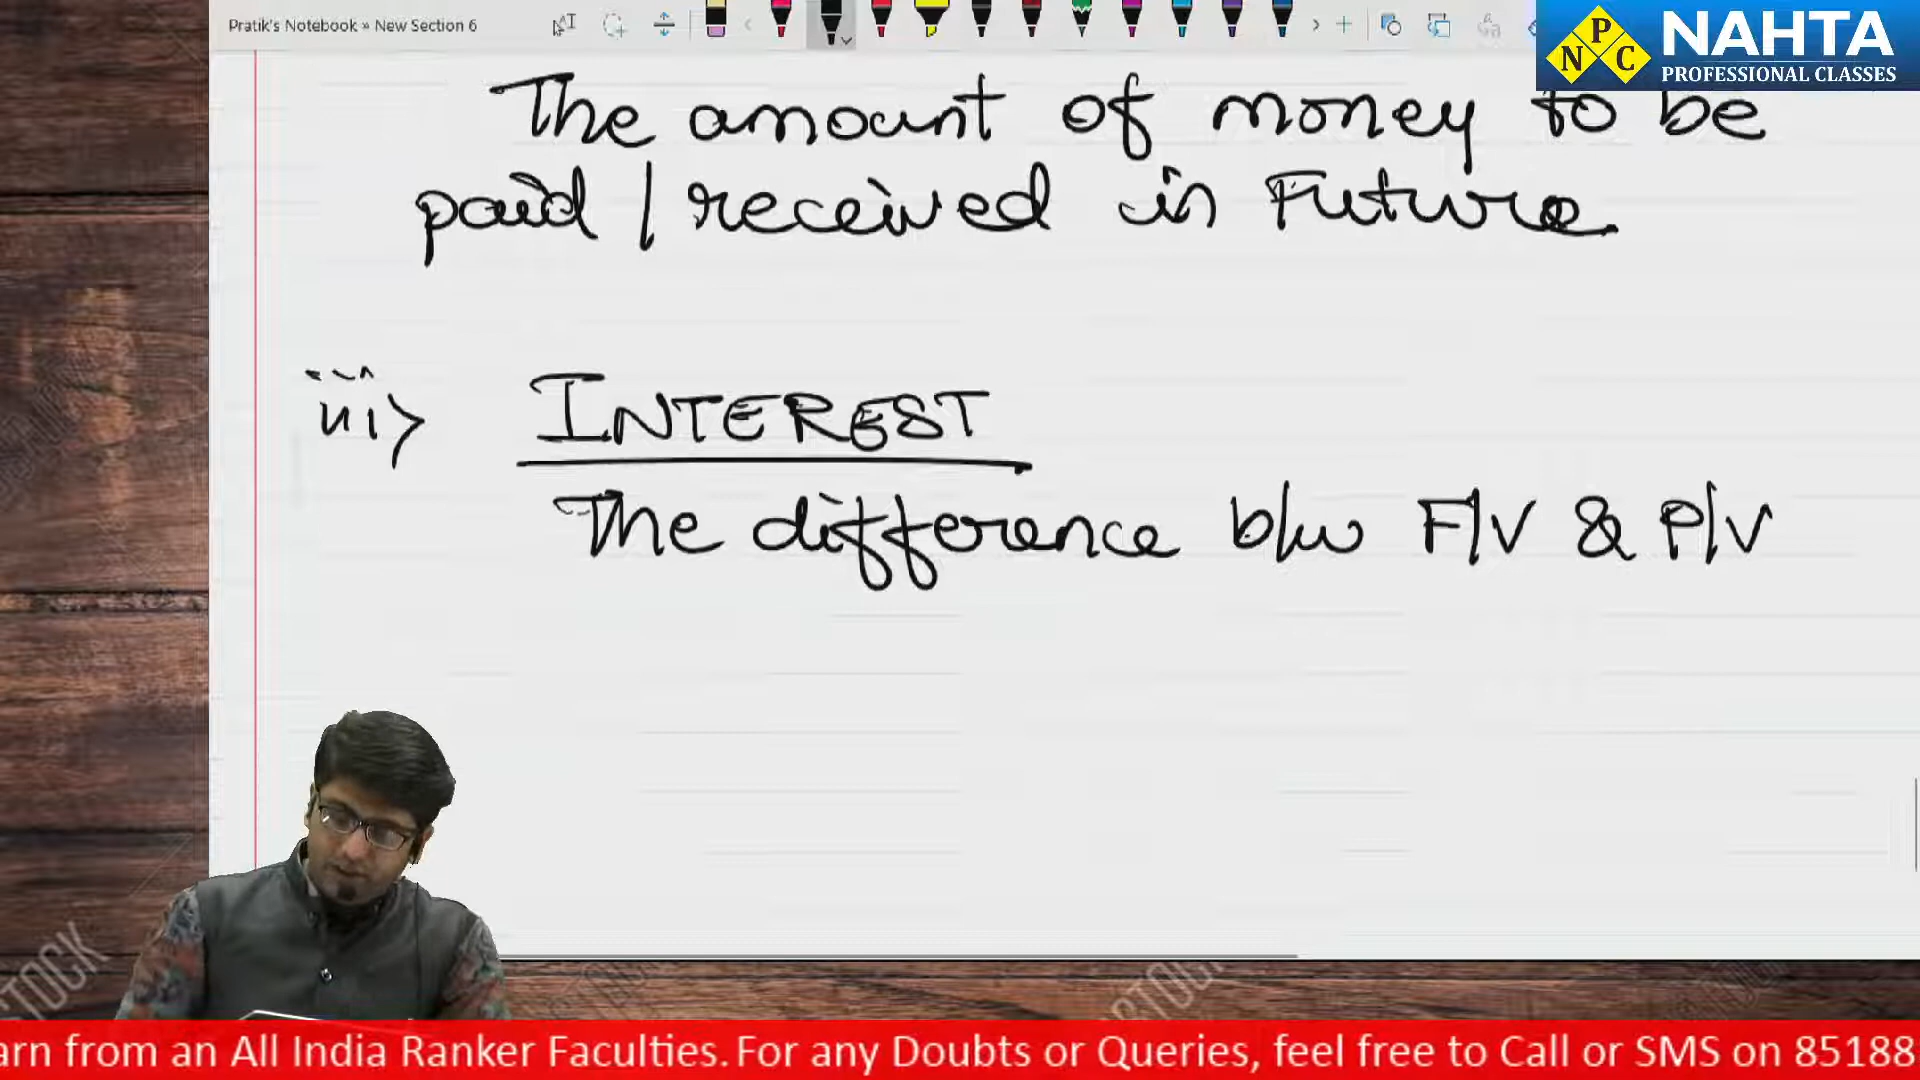 Pratik's Notebook » New Section 6
NPC
NAHTA
PROFESSIONAL CLASSES
The amount of money to be
paid / received in Future.
iii> INTEREST
The difference b/w F/V & P/V
TOCK
arn from an All India Ranker Faculties. For any Doubts or Queries, feel free to Call or SMS on 85188